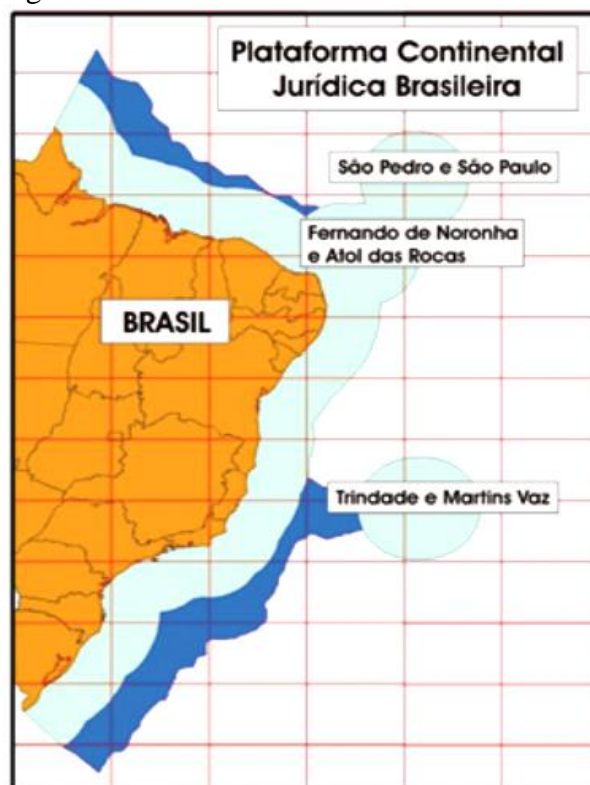 Plataforma Continental
Jurídica Brasileira
São Pedro e São Paulo
Fernando de Noronha
e Atol das Rocas
BRASIL
Trindade e Martins Vaz